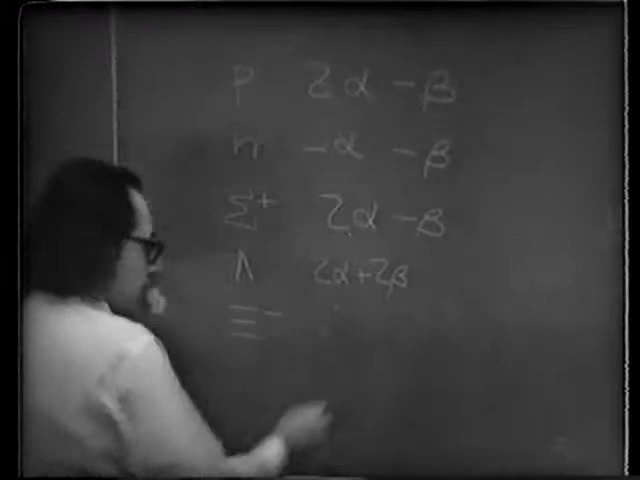 p 2α -β
n -α -β
Σ⁺ 2α -β
Λ 2α+2β
Ξ⁻